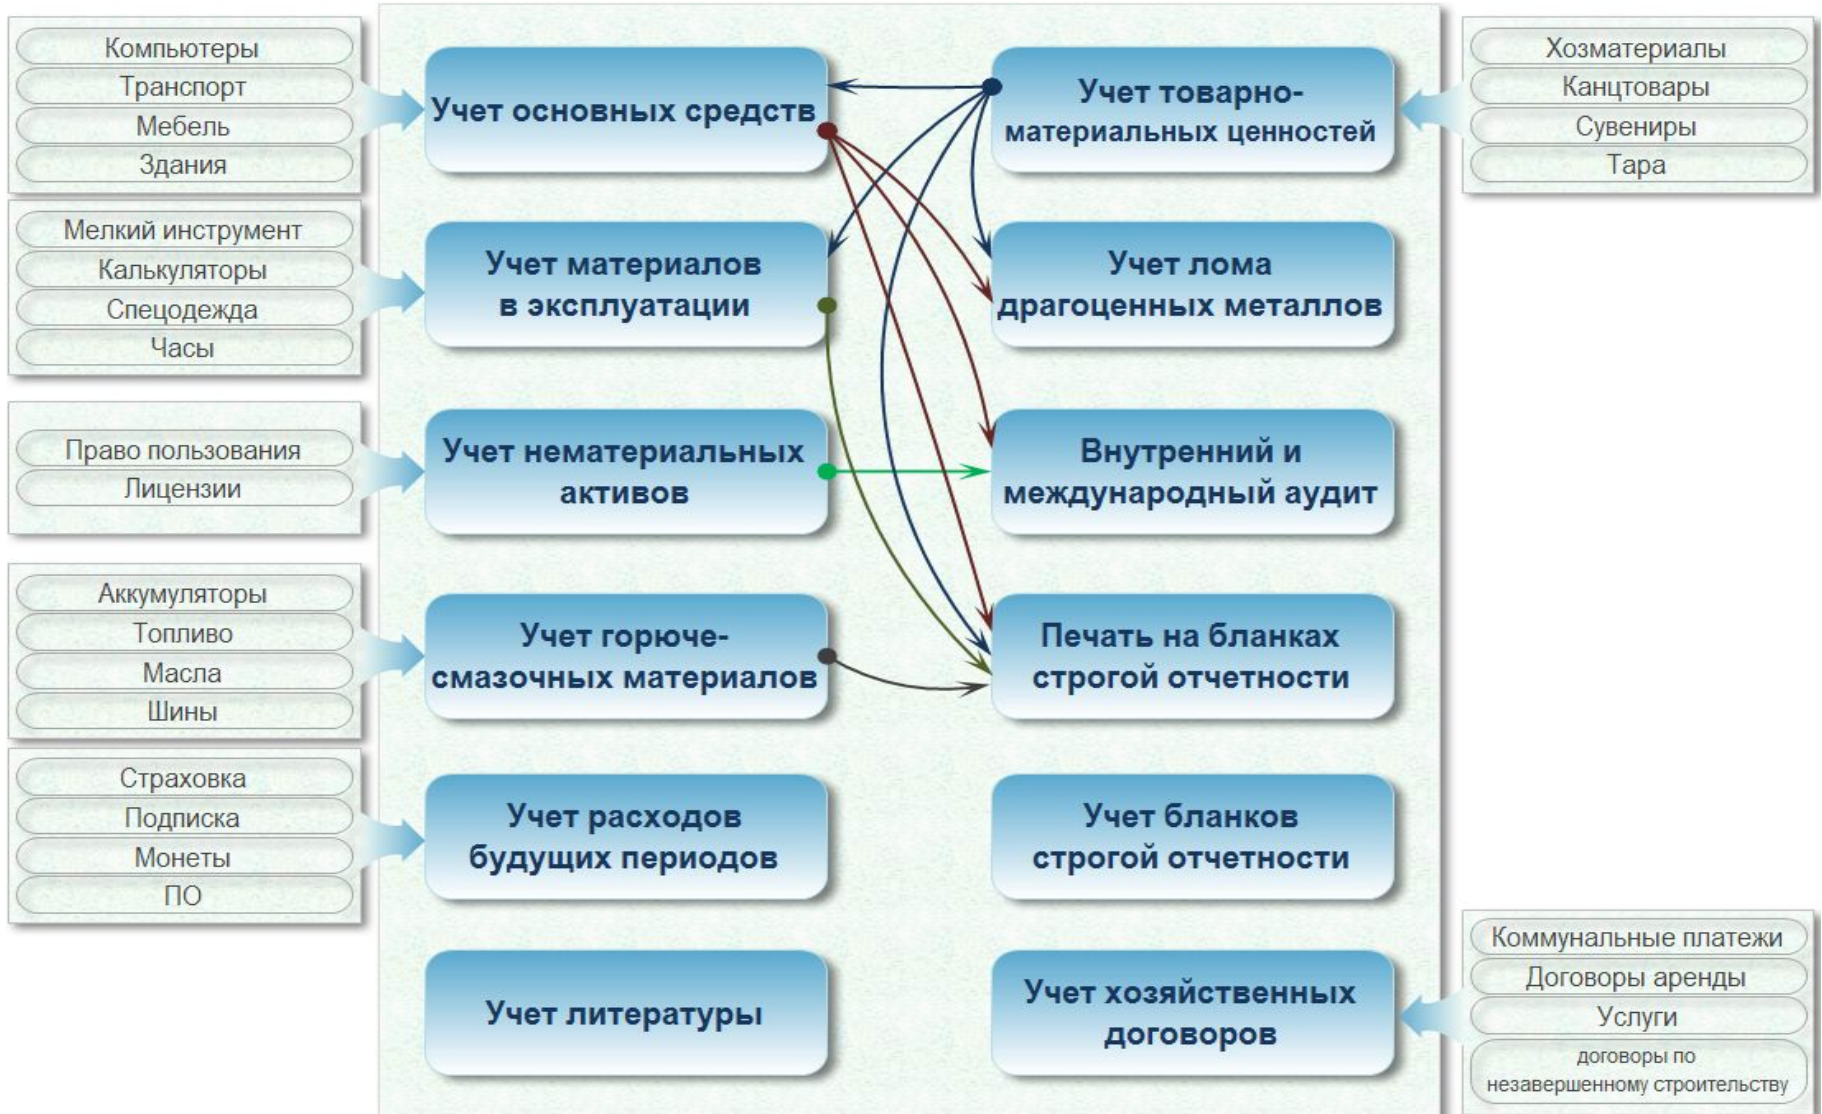 Компьютеры
Транспорт
Мебель
Здания
Мелкий инструмент
Калькуляторы
Спецодежда
Часы
Право пользования
Лицензии
Аккумуляторы
Топливо
Масла
Шины
Страховка
Подписка
Монеты
ПО
Учет основных средств
Учет материалов
в эксплуатации
Учет нематериальных
активов
Учет горюче-
смазочных материалов
Учет расходов
будущих периодов
Учет литературы
Учет товарно-
материальных ценностей
Учет лома
драгоценных металлов
Внутренний и
международный аудит
Печать на бланках
строгой отчетности
Учет бланков
строгой отчетности
Учет хозяйственных
договоров
Хозматериалы
Канцтовары
Сувениры
Тара
Коммунальные платежи
Договоры аренды
Услуги
договоры по
незавершенному строительству